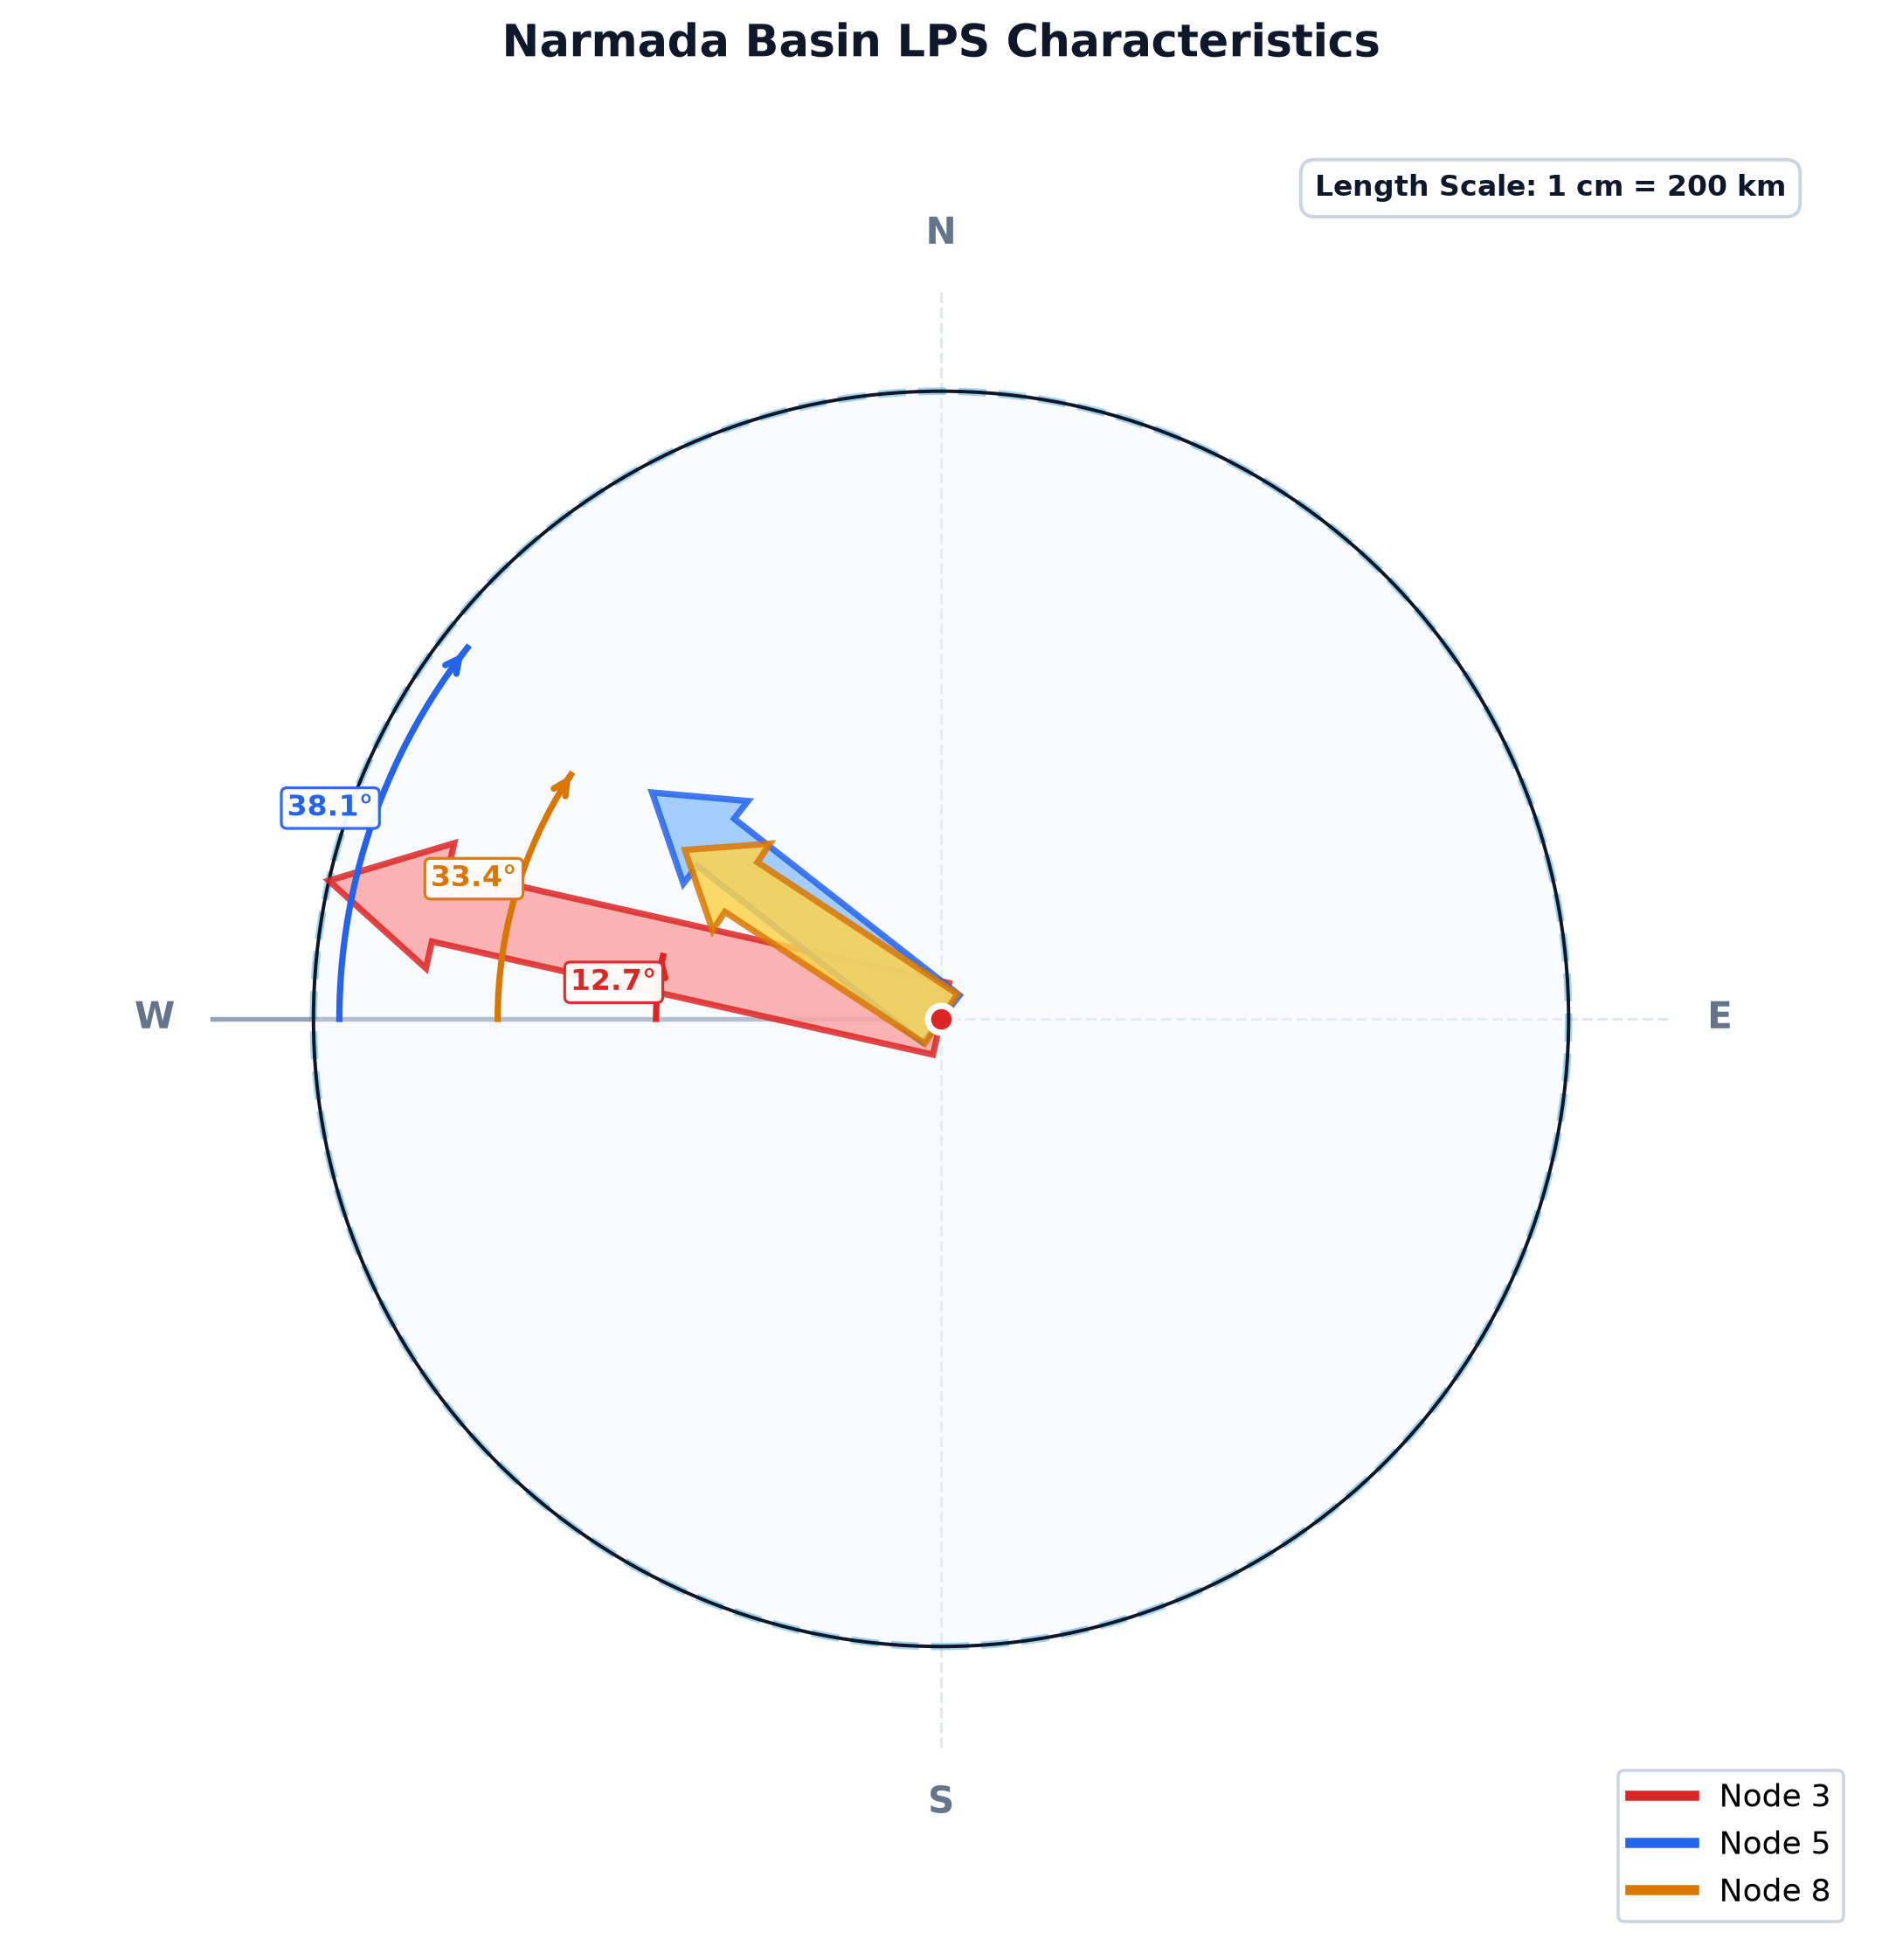 Narmada Basin LPS Characteristics
Length Scale: 1 cm = 200 km
N
38.1°
33.4°
12.7°
W
E
S
Node 3
Node 5
Node 8